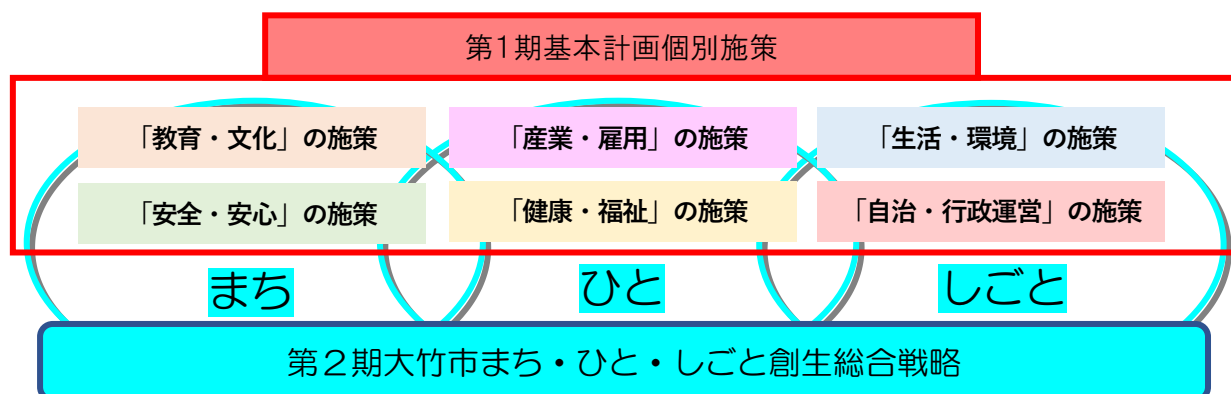 第1期基本計画個別施策
「教育・文化」の施策
「産業・雇用」の施策
「生活・環境」の施策
「安全・安心」の施策
「健康・福祉」の施策
「自治・行政運営」の施策
まち
ひと
しごと
第２期大竹市まち・ひと・しごと創生総合戦略